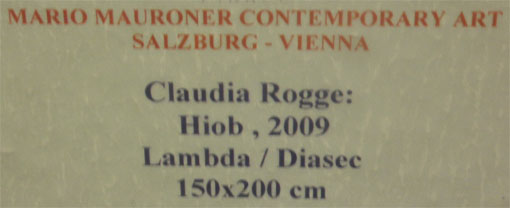 MARIO MAURONER CONTEMPORARY ART
SALZBURG - VIENNA
Claudia Rogge:
Hiob , 2009
Lambda / Diasec
150x200 cm